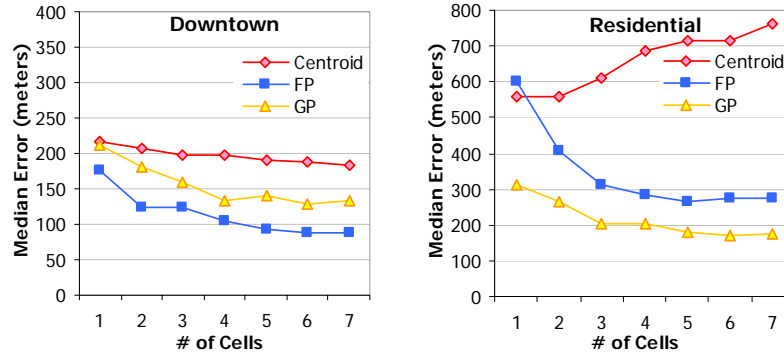 Downtown
Median Error (meters)
400
350
300
250
200
150
100
50
0
Centroid
FP
GP
1 2 3 4 5 6 7
# of Cells
Residential
Median Error (meters)
800
700
600
500
400
300
200
100
0
Centroid
FP
GP
1 2 3 4 5 6 7
# of Cells